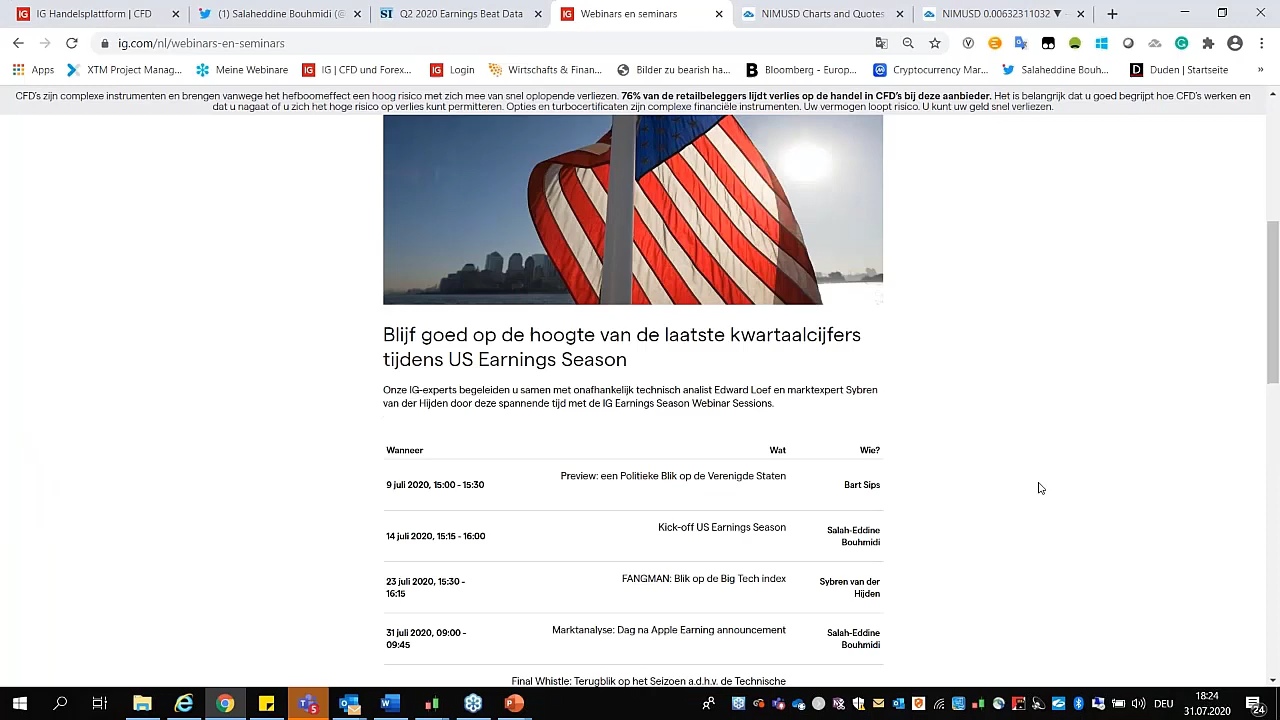 IG Handelsplattform | CFD
(1) Salaheddine Bouhmidi (@
Q2 2020 Earnings Beat Data
Webinars en seminars
NIMUSD Charts and Quotes
NIMUSD 0.00632311032 ▼
ig.com/nl/webinars-en-seminars
Apps
XTM Project Manag...
Meine Webinare
IG | CFD und Forex...
Login
Wirtschafts & Finan...
Bilder zu bearish ha...
Bloomberg - Europ...
Cryptocurrency Mar...
Salaheddine Bouh...
Duden | Startseite
»
CFD's zijn complexe instrumenten en brengen vanwege het hefboomeffect een hoog risico met zich mee van snel oplopende verliezen. 76% van de retailbeleggers lijdt verlies op de handel in CFD's bij deze aanbieder. Het is belangrijk dat u goed begrijpt hoe CFD's werken en
dat u nagaat of u zich het hoge risico op verlies kunt permitteren. Opties en turbocertificaten zijn complexe financiële instrumenten. Uw vermogen loopt risico. U kunt uw geld snel verliezen.
Blijf goed op de hoogte van de laatste kwartaalcijfers
tijdens US Earnings Season
Onze IG-experts begeleiden u samen met onafhankelijk technisch analist Edward Loef en marktexpert Sybren
van der Hijden door deze spannende tijd met de IG Earnings Season Webinar Sessions.
Wanneer Wat Wie?
9 juli 2020, 15:00 - 15:30 Preview: een Politieke Blik op de Verenigde Staten Bart Sips
14 juli 2020, 15:15 - 16:00 Kick-off US Earnings Season Salah-Eddine
Bouhmidi
23 juli 2020, 15:30 - FANGMAN: Blik op de Big Tech index Sybren van der
16:15 Hijden
31 juli 2020, 09:00 - Marktanalyse: Dag na Apple Earning announcement Salah-Eddine
09:45 Bouhmidi
Final Whistle: Terugblik op het Seizoen a.d.h.v. de Technische
DEU
18:24
31.07.2020
24